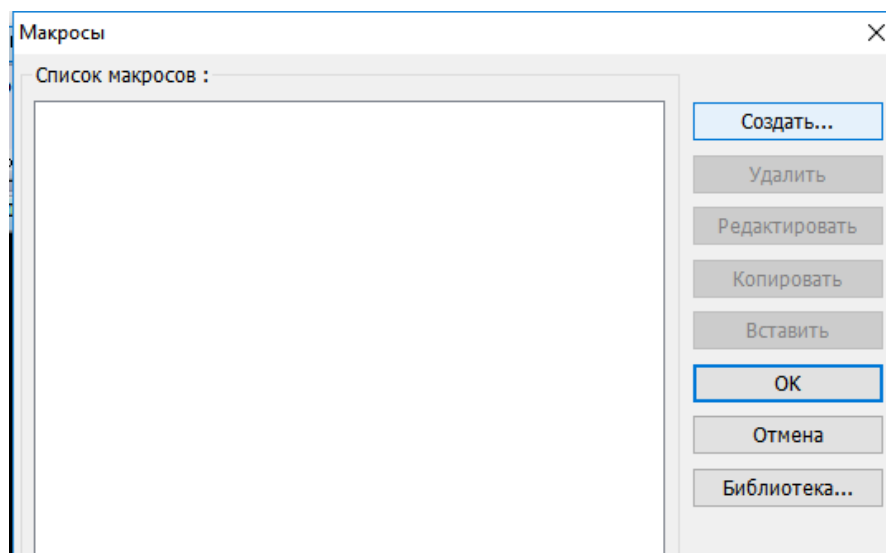 Макросы
Список макросов :
Создать...
Удалить
Редактировать
Копировать
Вставить
OK
Отмена
Библиотека...